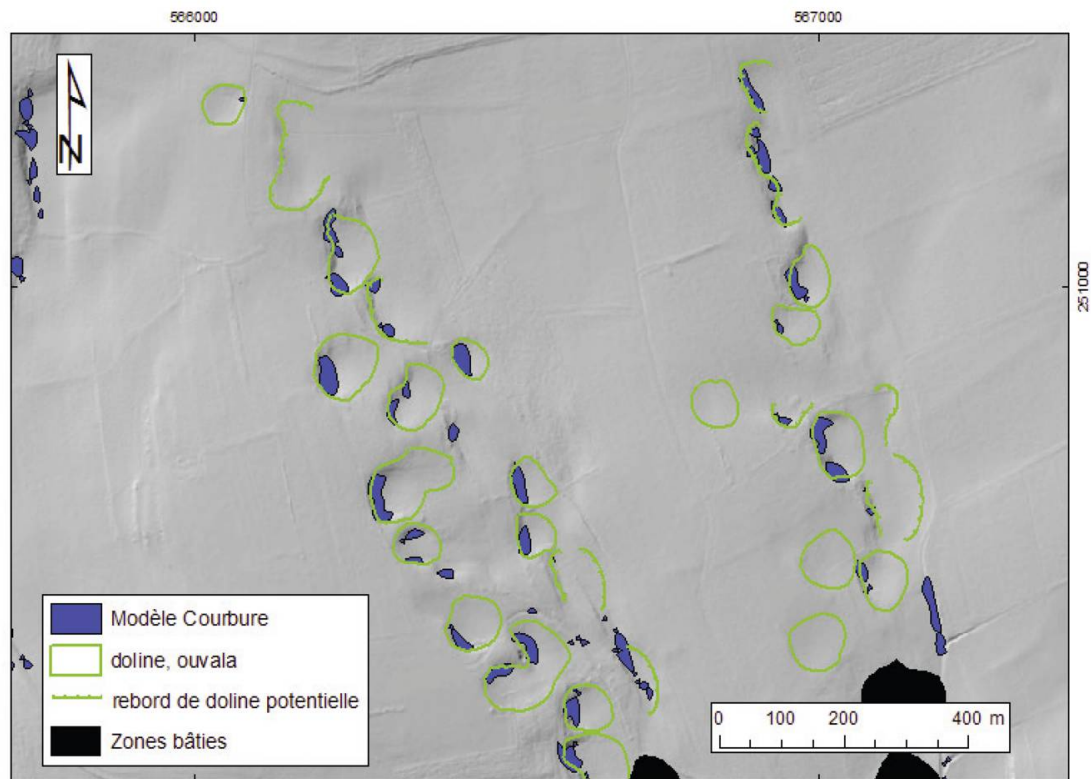 566000
567000
N
251000
Modèle Courbure
doline, ouvala
rebord de doline potentielle
Zones bâties
0 100 200 400 m